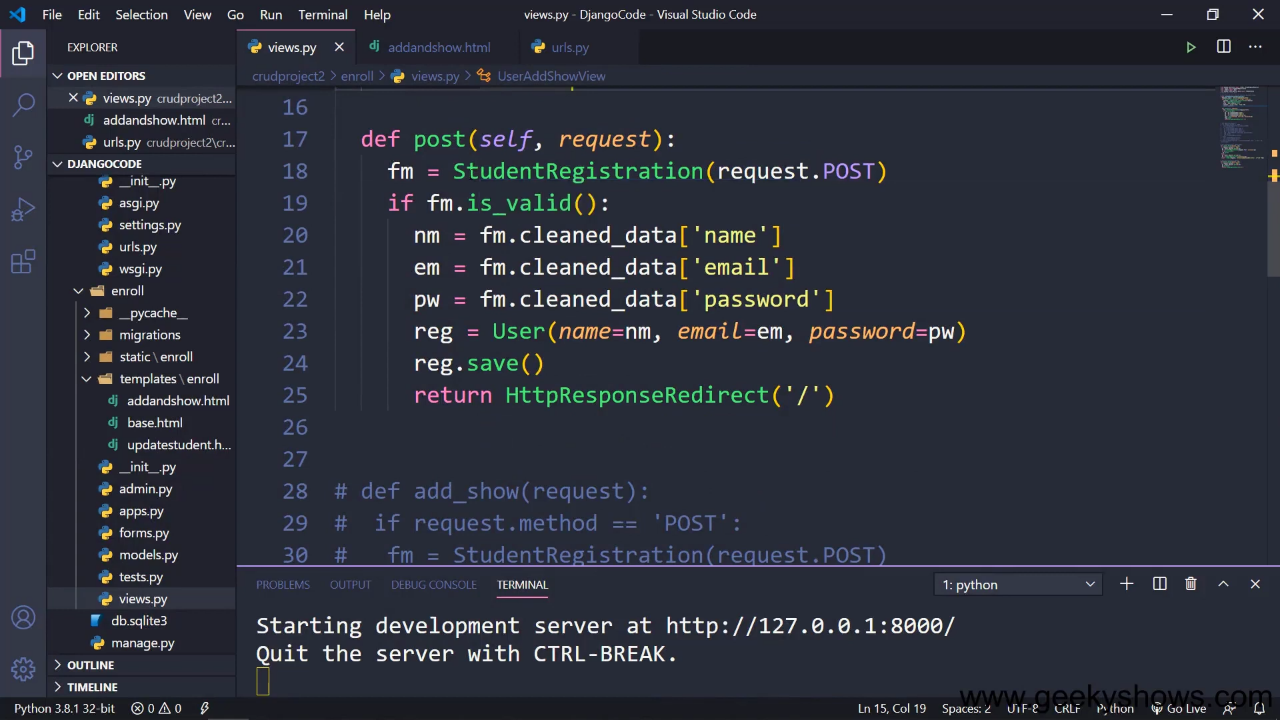 File Edit Selection View Go Run Terminal Help
views.py - DjangoCode - Visual Studio Code
EXPLORER
OPEN EDITORS
views.py crudproject2...
addandshow.html cr...
urls.py crudproject2\cr...
DJANGOCODE
__init__.py
asgi.py
settings.py
urls.py
wsgi.py
enroll
__pycache__
migrations
static \ enroll
templates \ enroll
addandshow.html
base.html
updatestudent.h...
__init__.py
admin.py
apps.py
forms.py
models.py
tests.py
views.py
db.sqlite3
manage.py
OUTLINE
TIMELINE
views.py addandshow.html urls.py
crudproject2 > enroll > views.py > UserAddShowView
16
17 def post(self, request):
18 fm = StudentRegistration(request.POST)
19 if fm.is_valid():
20 nm = fm.cleaned_data['name']
21 em = fm.cleaned_data['email']
22 pw = fm.cleaned_data['password']
23 reg = User(name=nm, email=em, password=pw)
24 reg.save()
25 return HttpResponseRedirect('/')
26
27
28 # def add_show(request):
29 # if request.method == 'POST':
30 # fm = StudentRegistration(request.POST)
PROBLEMS OUTPUT DEBUG CONSOLE TERMINAL 1: python
Starting development server at http://127.0.0.1:8000/
Quit the server with CTRL-BREAK.
www.geekyshows.com
Python 3.8.1 32-bit 0 0 Ln 15, Col 19 Spaces: 2 UTF-8 CRLF Python Go Live